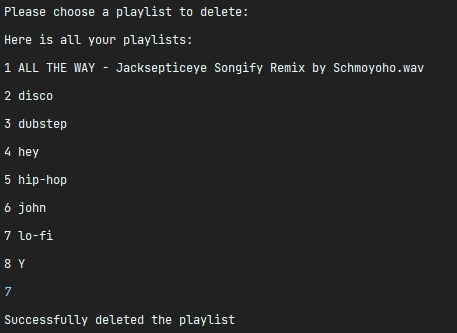 Please choose a playlist to delete:
Here is all your playlists:
1 ALL THE WAY - Jacksepticeye Songify Remix by Schmoyoho.wav
2 disco
3 dubstep
4 hey
5 hip-hop
6 john
7 lo-fi
8 Y
7
Successfully deleted the playlist